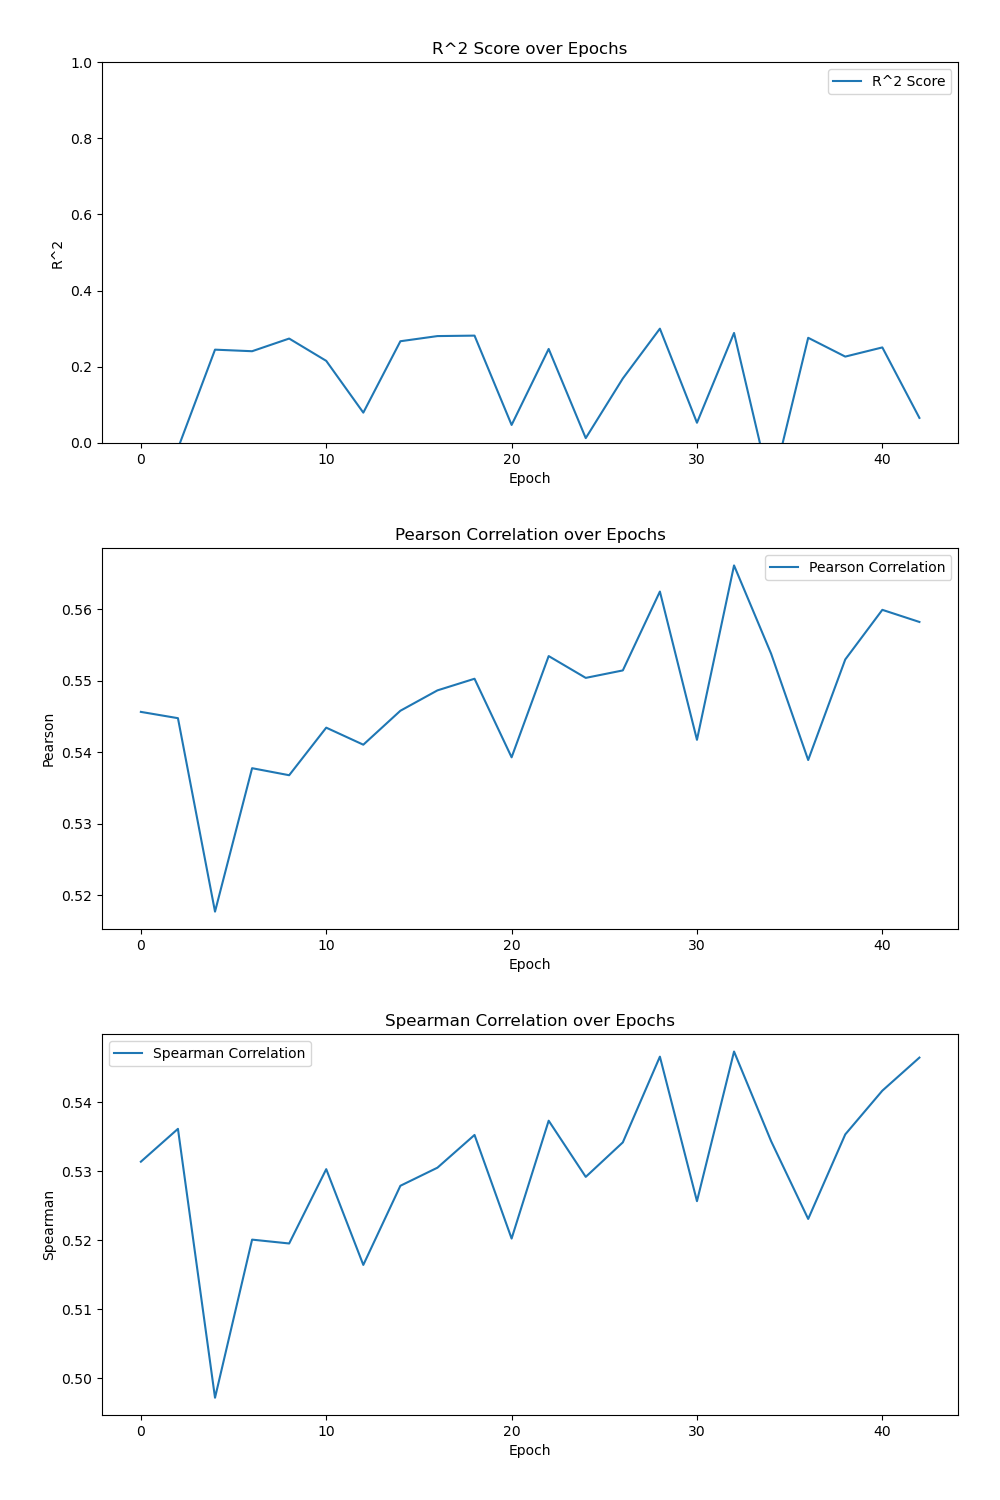 R^2 Score over Epochs
R^2 Score
1.0
0.8
0.6
0.4
0.2
0.0
R^2
0 10 20 30 40
Epoch
Pearson Correlation over Epochs
Pearson Correlation
0.56
0.55
0.54
0.53
0.52
Pearson
0 10 20 30 40
Epoch
Spearman Correlation over Epochs
Spearman Correlation
0.54
0.53
0.52
0.51
0.50
Spearman
0 10 20 30 40
Epoch